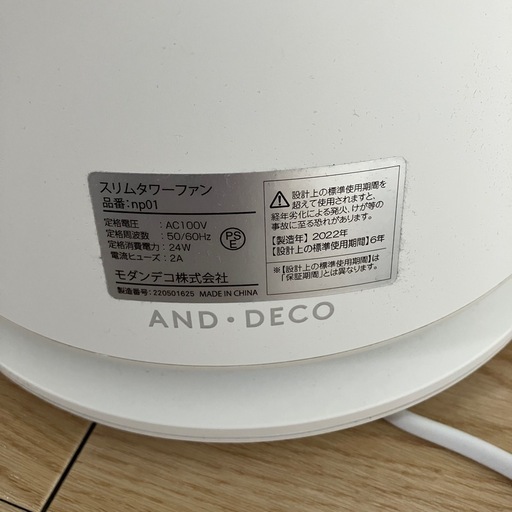 スリムタワーファン
品番：np01
定格電圧：AC100V
定格周波数：50/60Hz
定格消費電力：24W
電流ヒューズ：2A
PS
E
モダンデコ株式会社
製造番号：220501625 MADE IN CHINA
設計上の標準使用期間を
超えて使用されますと、
経年劣化による発火、けが等の
事故に至る恐れがあります。
【製造年】2022年
【設計上の標準使用期間】6年
※【設計上の標準使用期間】は
「保証期間」とは異なります。
AND・DECO